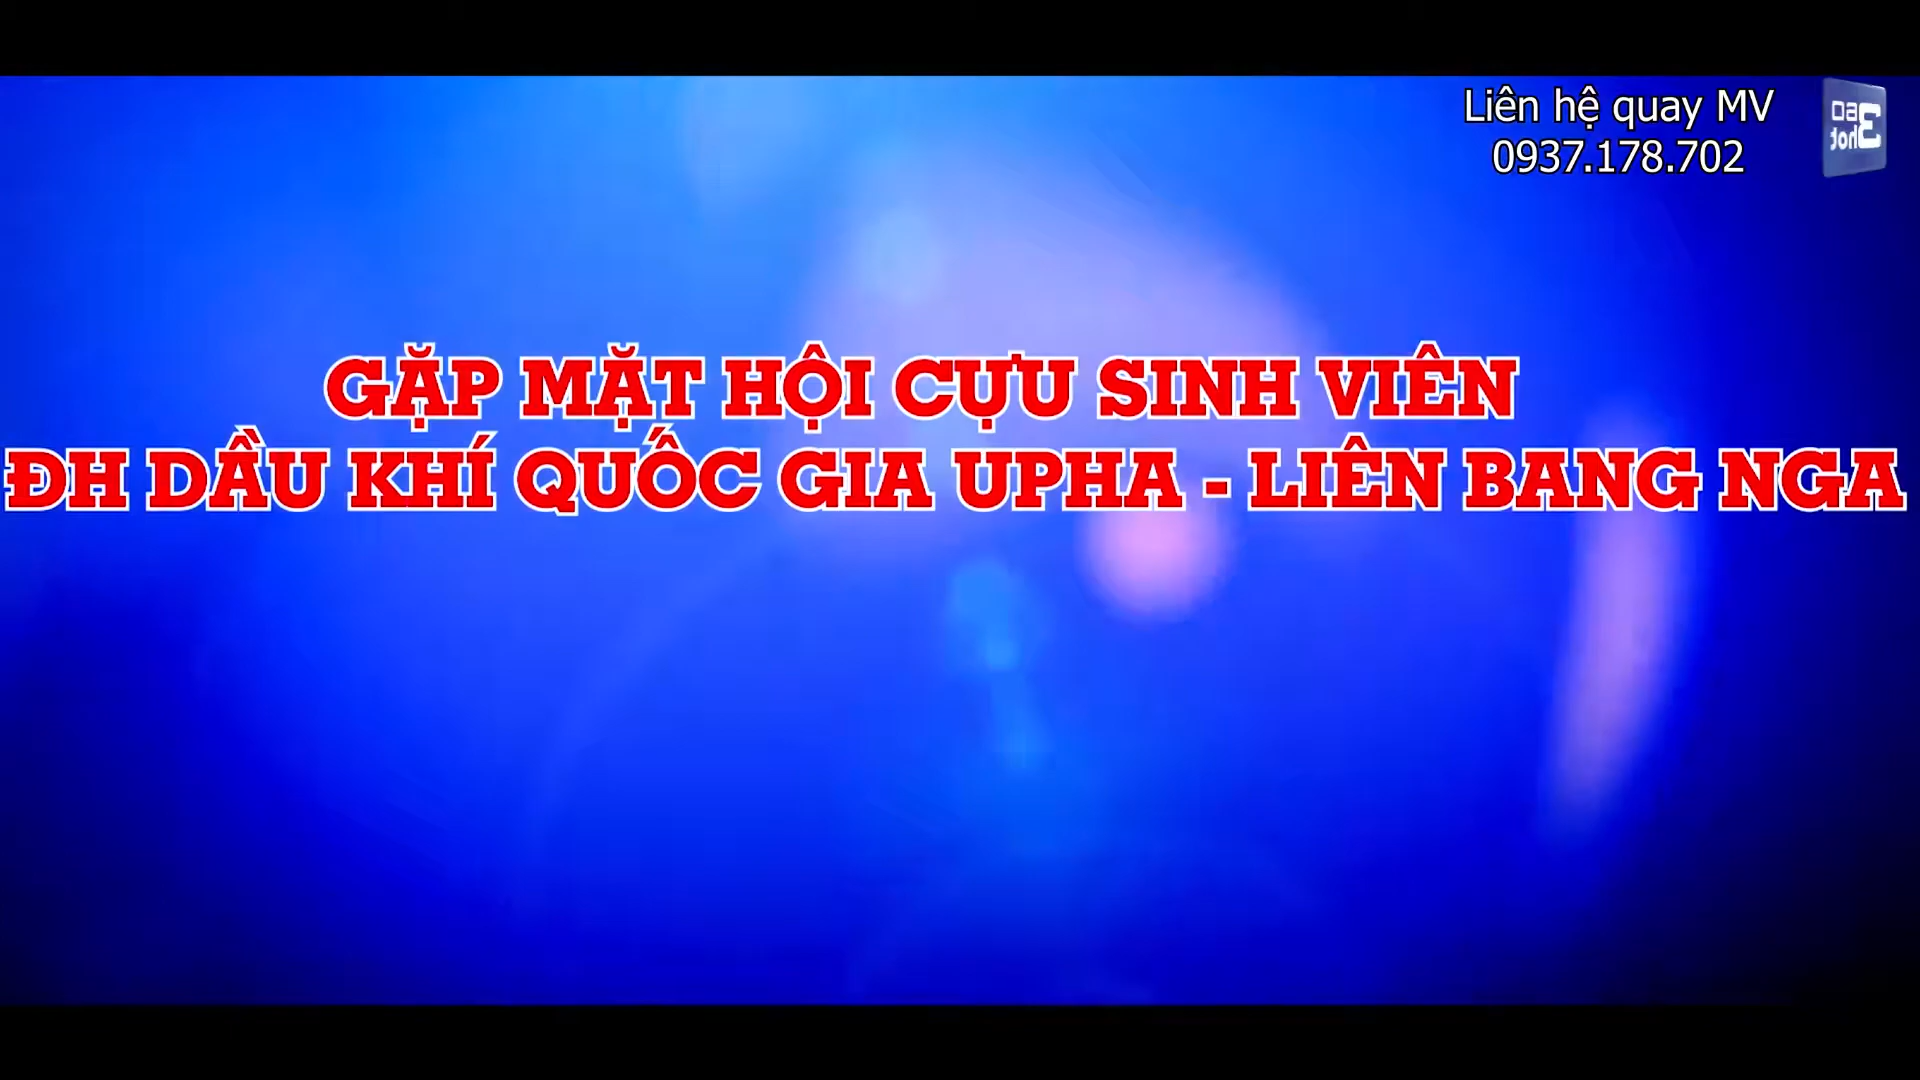 Liên hệ quay MV
0937.178.702
GẶP MẶT HỘI CỰU SINH VIÊN
ĐH DẦU KHÍ QUỐC GIA UPHA - LIÊN BANG NGA